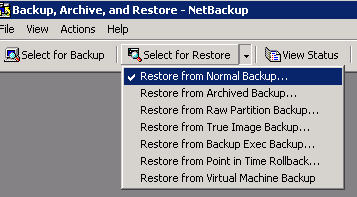 Backup, Archive, and Restore - NetBackup
File View Actions Help
Select for Backup Select for Restore View Status
Restore from Normal Backup...
Restore from Archived Backup...
Restore from Raw Partition Backup...
Restore from True Image Backup...
Restore from Backup Exec Backup...
Restore from Point in Time Rollback...
Restore from Virtual Machine Backup